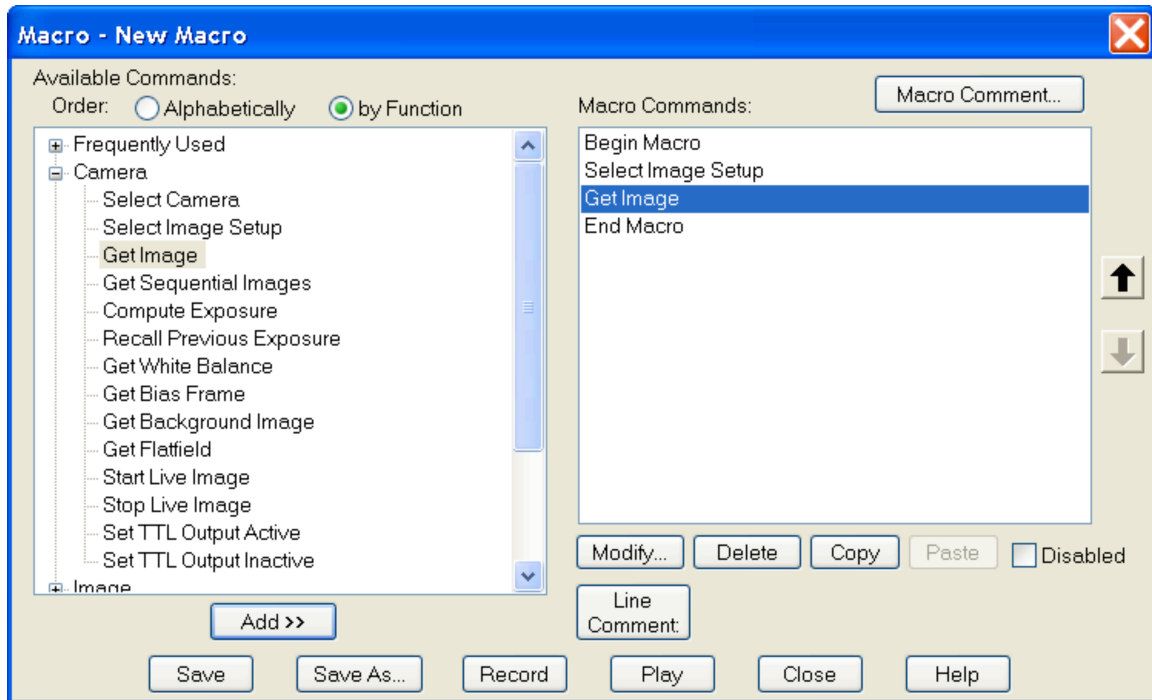 Macro - New Macro
Available Commands:
Order: Alphabetically by Function
Frequently Used
Camera
Select Camera
Select Image Setup
Get Image
Get Sequential Images
Compute Exposure
Recall Previous Exposure
Get White Balance
Get Bias Frame
Get Background Image
Get Flatfield
Start Live Image
Stop Live Image
Set TTL Output Active
Set TTL Output Inactive
Image
Add >>
Macro Commands:
Macro Comment...
Begin Macro
Select Image Setup
Get Image
End Macro
Modify... Delete Copy Paste Disabled
Line
Comment:
Save Save As... Record Play Close Help